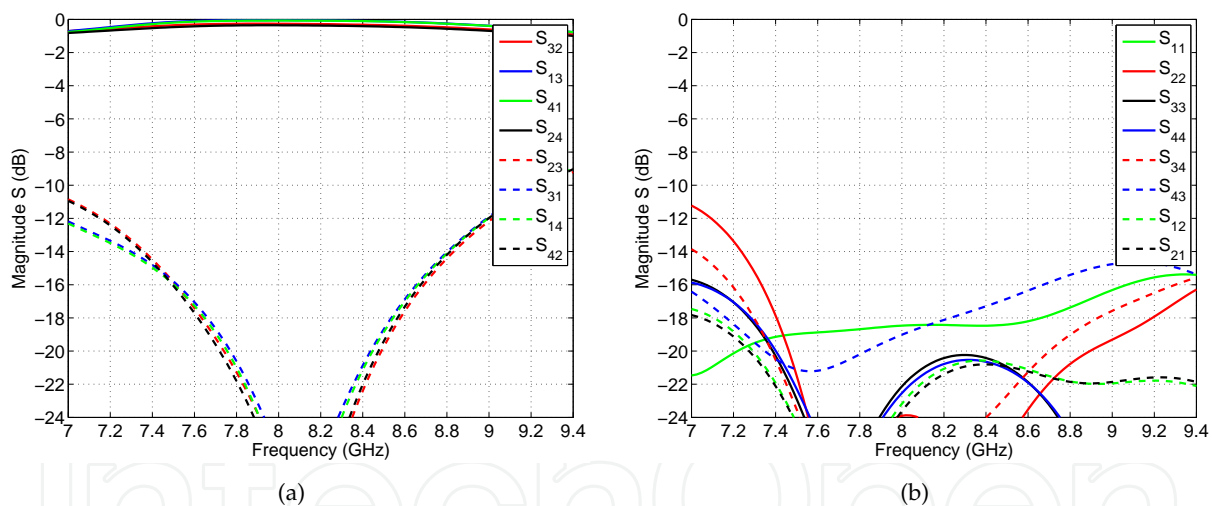 0
−2
−4
−6
−8
−10
−12
−14
−16
−18
−20
−22
−24
7 7.2 7.4 7.6 7.8 8 8.2 8.4 8.6 8.8 9 9.2 9.4
Magnitude S (dB)
Frequency (GHz)
S32
S13
S41
S24
S23
S31
S14
S42
(a)
0
−2
−4
−6
−8
−10
−12
−14
−16
−18
−20
−22
−24
7 7.2 7.4 7.6 7.8 8 8.2 8.4 8.6 8.8 9 9.2 9.4
Magnitude S (dB)
Frequency (GHz)
S11
S22
S33
S44
S34
S43
S12
S21
(b)